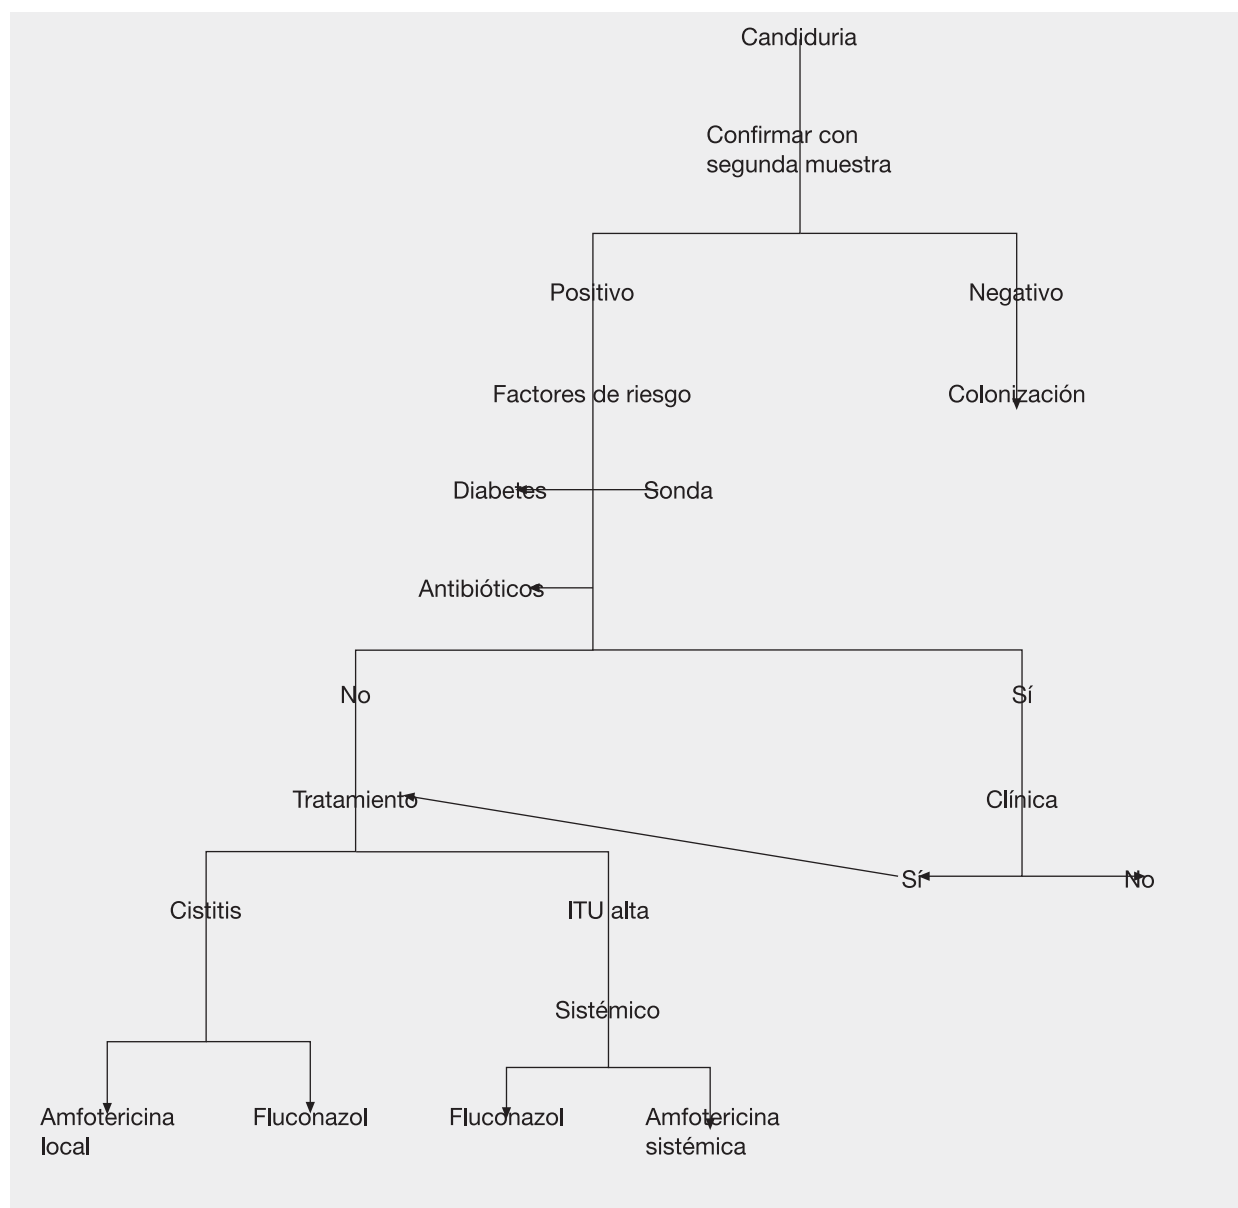 Candiduria
Confirmar con
segunda muestra
Positivo
Negativo
Factores de riesgo
Colonización
Diabetes
Sonda
Antibióticos
No
Sí
Tratamiento
Clínica
Sí
No
Cistitis
ITU alta
Sistémico
Amfotericina
local
Fluconazol
Fluconazol
Amfotericina
sistémica